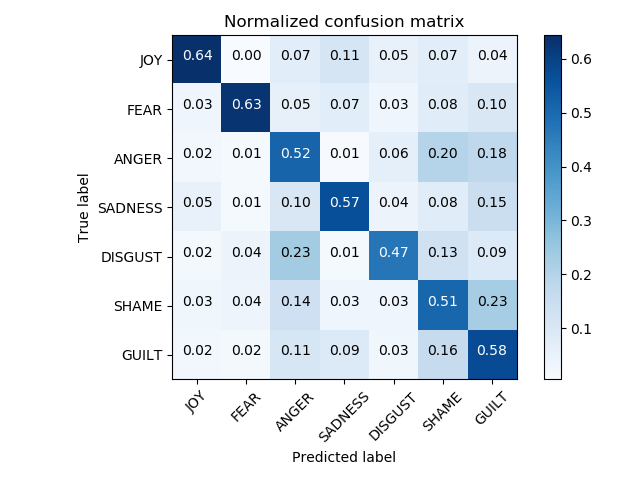 Normalized confusion matrix
True label
JOY 0.64 0.00 0.07 0.11 0.05 0.07 0.04
FEAR 0.03 0.63 0.05 0.07 0.03 0.08 0.10
ANGER 0.02 0.01 0.52 0.01 0.06 0.20 0.18
SADNESS 0.05 0.01 0.10 0.57 0.04 0.08 0.15
DISGUST 0.02 0.04 0.23 0.01 0.47 0.13 0.09
SHAME 0.03 0.04 0.14 0.03 0.03 0.51 0.23
GUILT 0.02 0.02 0.11 0.09 0.03 0.16 0.58
JOY FEAR ANGER SADNESS DISGUST SHAME GUILT
Predicted label
0.6
0.5
0.4
0.3
0.2
0.1